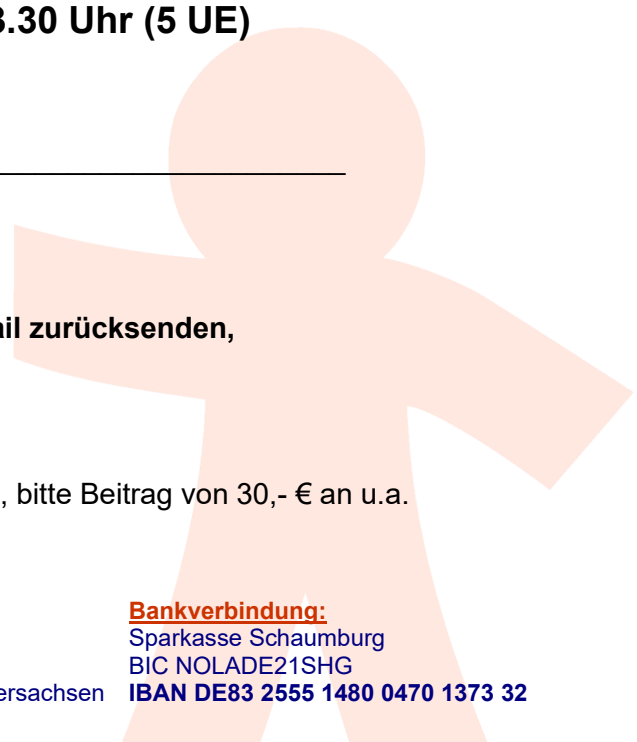 3.30 Uhr (5 UE)
ail zurücksenden,
, bitte Beitrag von 30,- € an u.a.
Bankverbindung:
Sparkasse Schaumburg
BIC NOLADE21SHG
ersachsen IBAN DE83 2555 1480 0470 1373 32